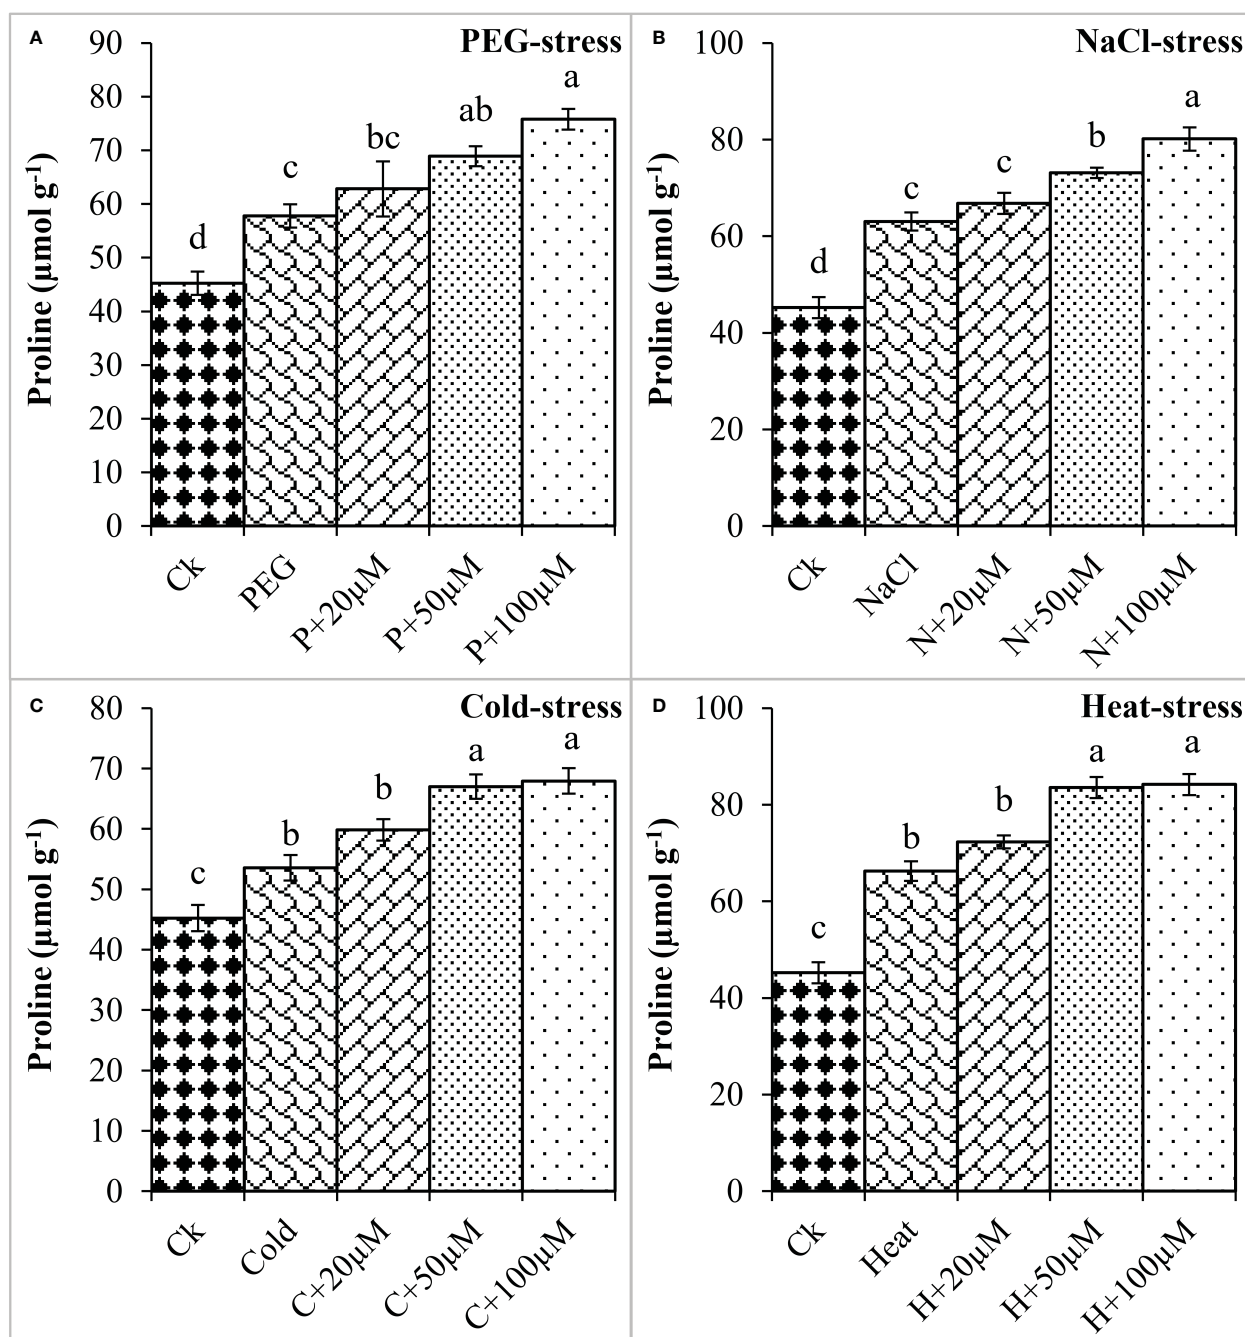 A
PEG-stress
Proline (µmol g⁻¹)
90
80
70
60
50
40
30
20
10
0
d
c
bc
ab
a
Ck
PEG
P+20µM
P+50µM
P+100µM
B
NaCl-stress
Proline (µmol g⁻¹)
100
80
60
40
20
0
d
c
c
b
a
Ck
NaCl
N+20µM
N+50µM
N+100µM
C
Cold-stress
Proline (µmol g⁻¹)
80
70
60
50
40
30
20
10
0
c
b
b
a
a
Ck
Cold
C+20µM
C+50µM
C+100µM
D
Heat-stress
Proline (µmol g⁻¹)
100
80
60
40
20
0
c
b
b
a
a
Ck
Heat
H+20µM
H+50µM
H+100µM